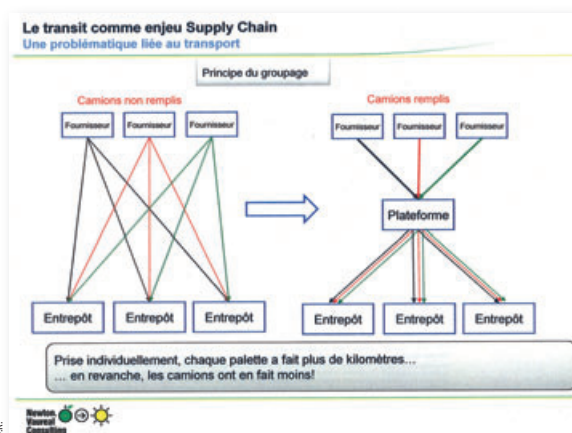 Le transit comme enjeu Supply Chain
Une problématique liée au transport
Principe du groupage
Camions non remplis
Camions remplis
Fournisseur Fournisseur Fournisseur
Fournisseur Fournisseur Fournisseur
Plateforme
Entrepôt Entrepôt Entrepôt
Entrepôt Entrepôt Entrepôt
Prise individuellement, chaque palette a fait plus de kilomètres…
… en revanche, les camions ont en fait moins!
Newton.
Vaureal
Consulting